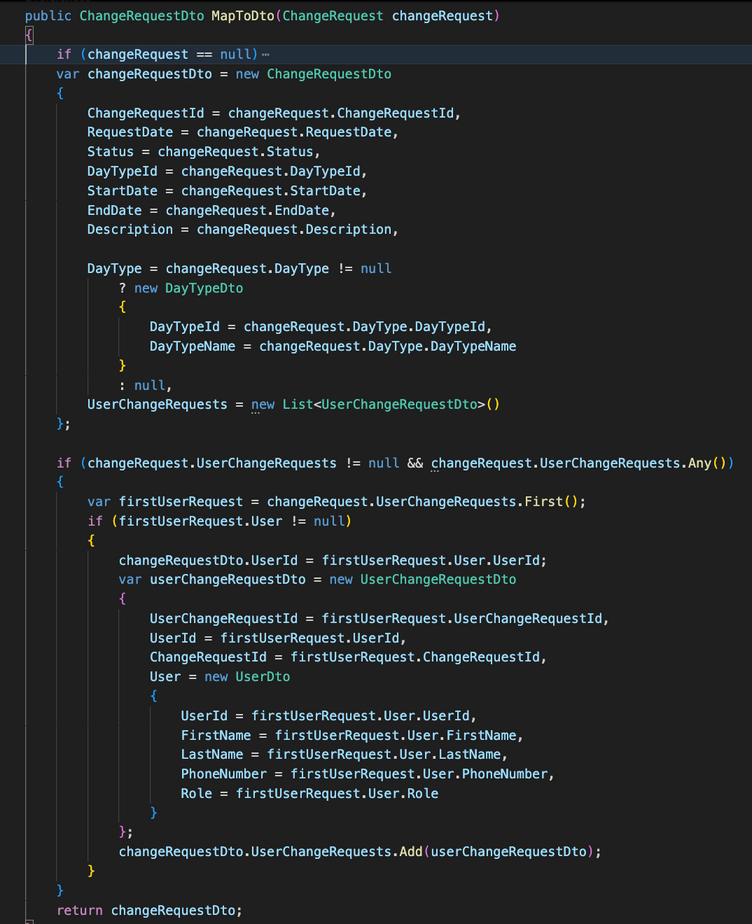 public ChangeRequestDto MapToDto(ChangeRequest changeRequest)
{
    if (changeRequest == null) ⋯
    var changeRequestDto = new ChangeRequestDto
    {
        ChangeRequestId = changeRequest.ChangeRequestId,
        RequestDate = changeRequest.RequestDate,
        Status = changeRequest.Status,
        DayTypeId = changeRequest.DayTypeId,
        StartDate = changeRequest.StartDate,
        EndDate = changeRequest.EndDate,
        Description = changeRequest.Description,

        DayType = changeRequest.DayType != null
            ? new DayTypeDto
            {
                DayTypeId = changeRequest.DayType.DayTypeId,
                DayTypeName = changeRequest.DayType.DayTypeName
            }
            : null,
        UserChangeRequests = new List<UserChangeRequestDto>()
    };

    if (changeRequest.UserChangeRequests != null && changeRequest.UserChangeRequests.Any())
    {
        var firstUserRequest = changeRequest.UserChangeRequests.First();
        if (firstUserRequest.User != null)
        {
            changeRequestDto.UserId = firstUserRequest.User.UserId;
            var userChangeRequestDto = new UserChangeRequestDto
            {
                UserChangeRequestId = firstUserRequest.UserChangeRequestId,
                UserId = firstUserRequest.UserId,
                ChangeRequestId = firstUserRequest.ChangeRequestId,
                User = new UserDto
                {
                    UserId = firstUserRequest.User.UserId,
                    FirstName = firstUserRequest.User.FirstName,
                    LastName = firstUserRequest.User.LastName,
                    PhoneNumber = firstUserRequest.User.PhoneNumber,
                    Role = firstUserRequest.User.Role
                }
            };
            changeRequestDto.UserChangeRequests.Add(userChangeRequestDto);
        }
    }
    return changeRequestDto;